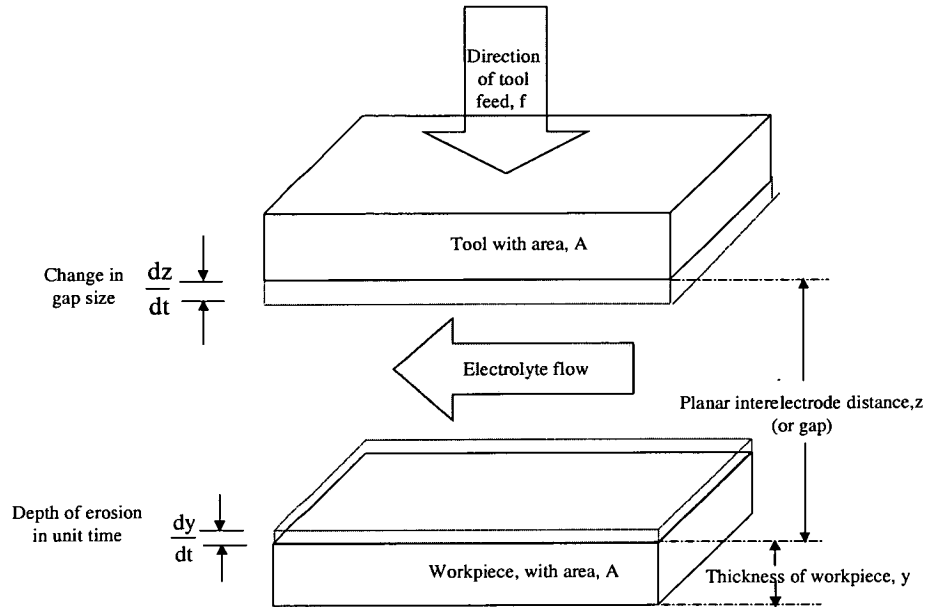 Direction
of tool
feed, f
Tool with area, A
Change in
gap size
dz
dt
Electrolyte flow
Planar interelectrode distance,z
(or gap)
Depth of erosion
in unit time
dy
dt
Workpiece, with area, A
Thickness of workpiece, y